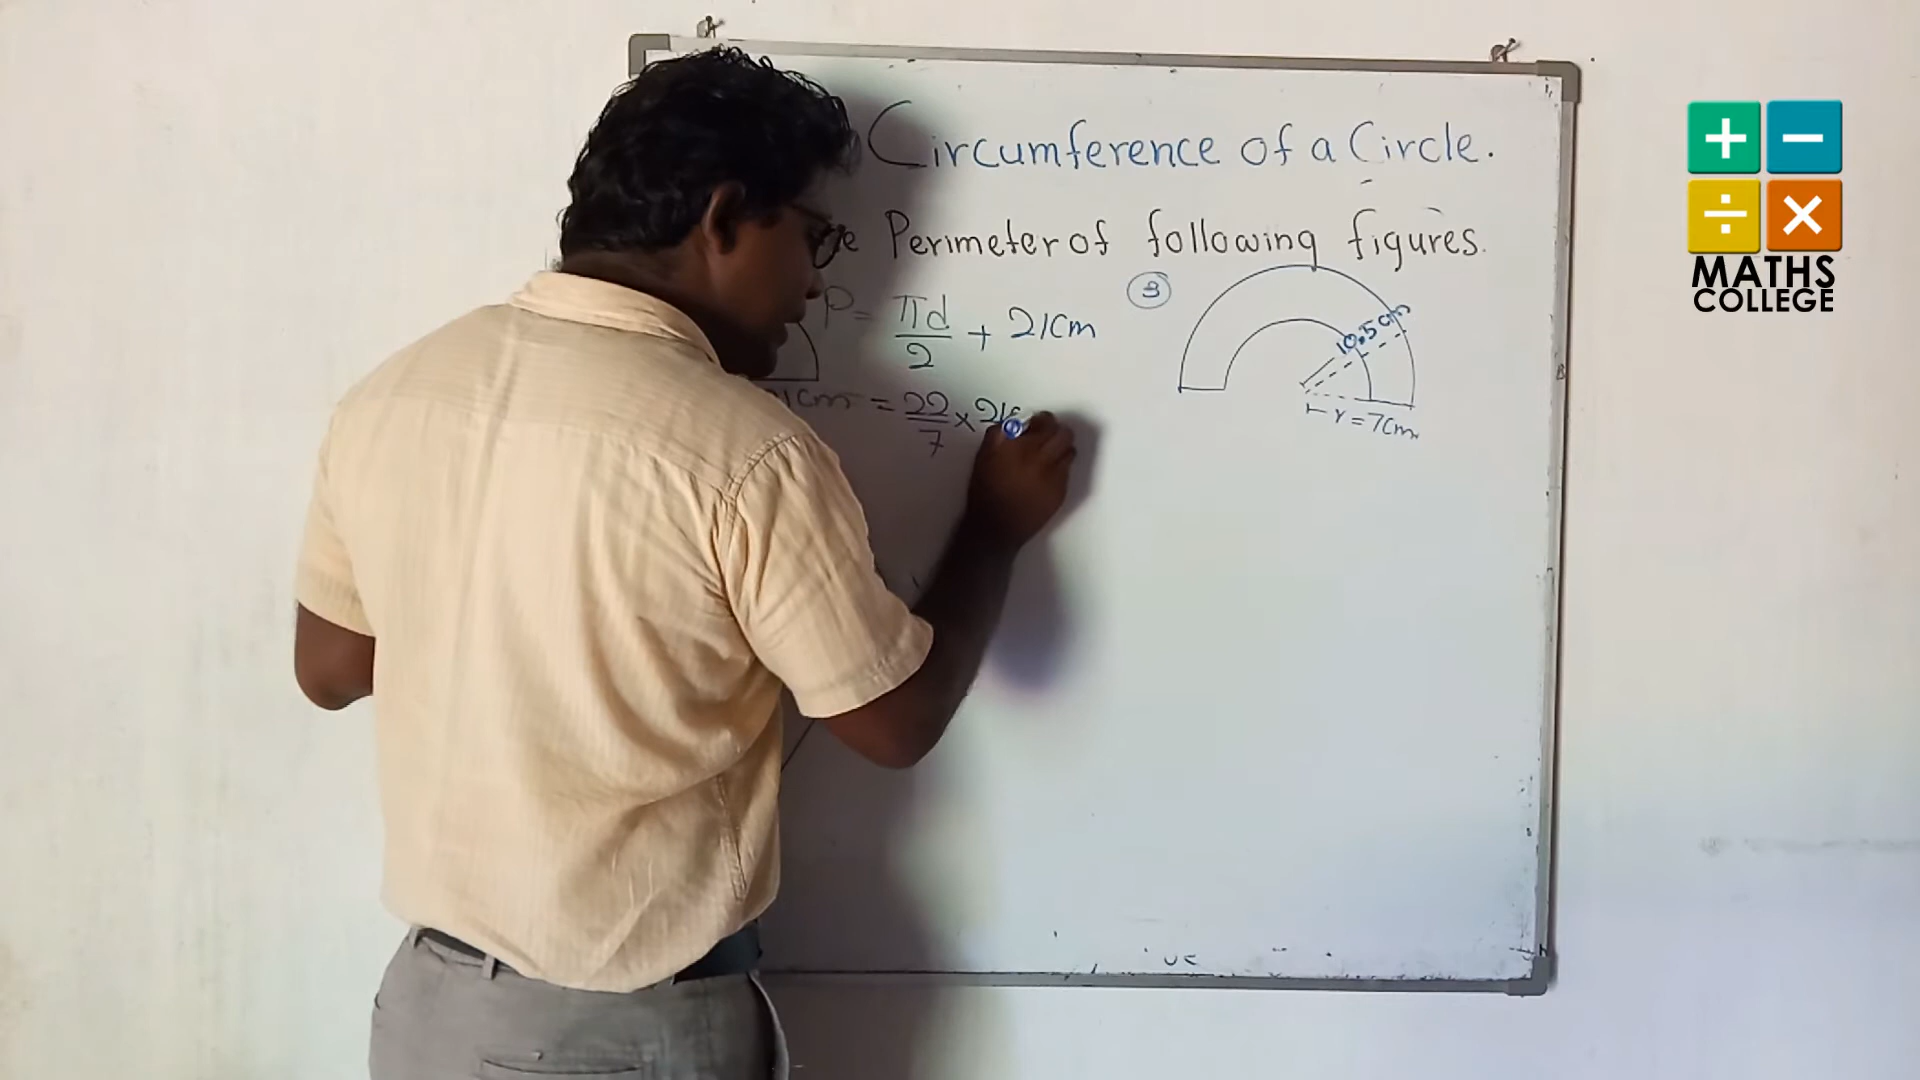 Circumference of a Circle.
Perimeter of following figures.
P = πd/2 + 21cm
= 22/7 × 21
3
10.5 cm
r = 7cm
+ −
÷ ×
MATHS
COLLEGE